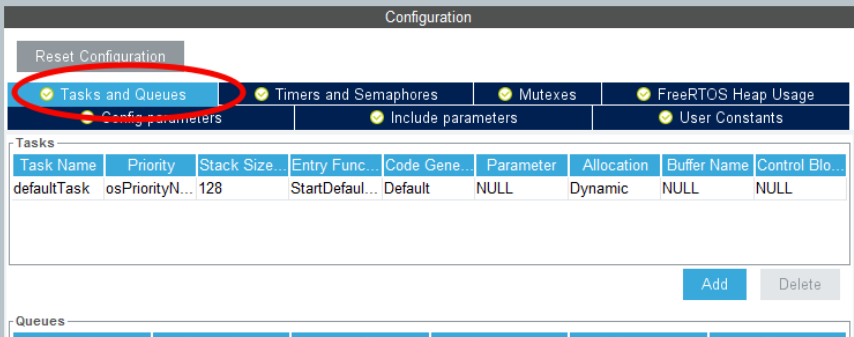 Configuration
Reset Configuration
Tasks and Queues Timers and Semaphores Mutexes FreeRTOS Heap Usage
Config parameters Include parameters User Constants
Tasks
Task Name Priority Stack Size... Entry Func... Code Gene... Parameter Allocation Buffer Name Control Blo...
defaultTask osPriorityN... 128 StartDefaul... Default NULL Dynamic NULL NULL
Add Delete
Queues